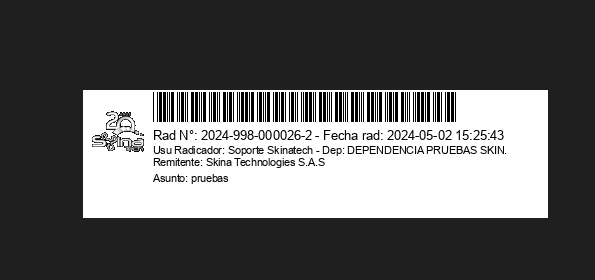 Skina
Rad N°: 2024-998-000026-2 - Fecha rad: 2024-05-02 15:25:43
Usu Radicador: Soporte Skinatech - Dep: DEPENDENCIA PRUEBAS SKIN.
Remitente: Skina Technologies S.A.S
Asunto: pruebas